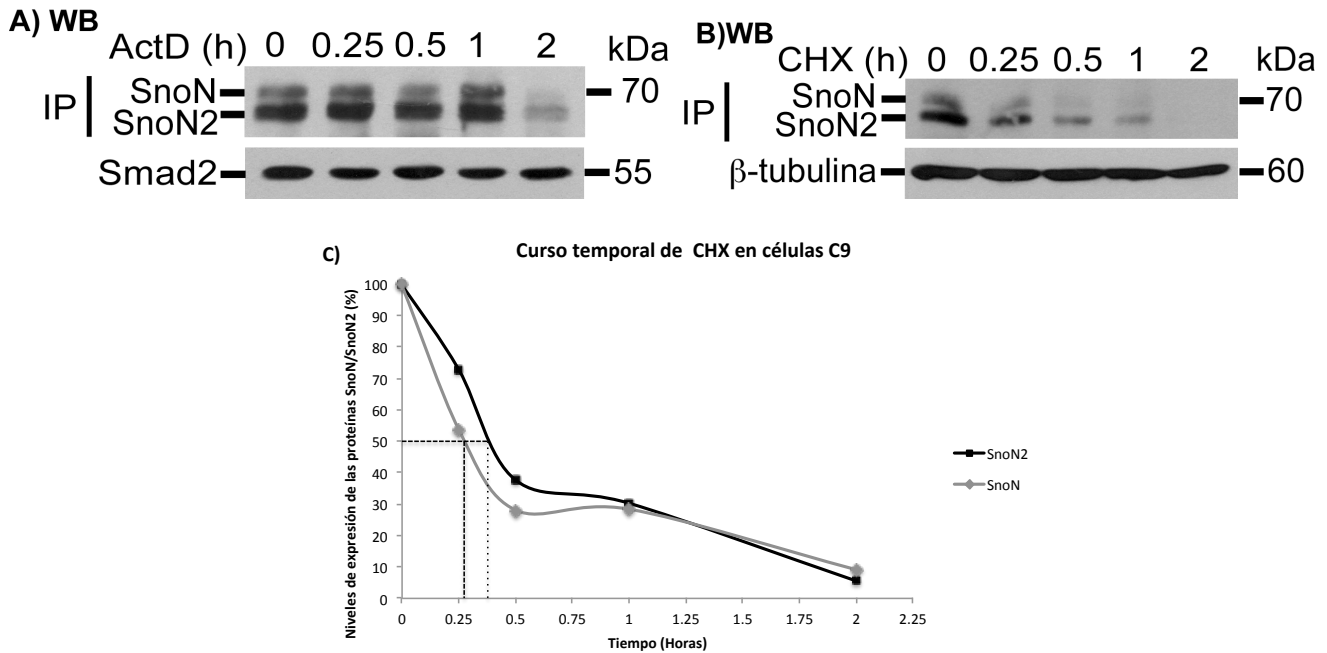 A) WB
ActD (h) 0 0.25 0.5 1 2 kDa
IP
SnoN
SnoN2
70
Smad2
55
B)WB
CHX (h) 0 0.25 0.5 1 2 kDa
IP
SnoN
SnoN2
70
β-tubulina
60
C)
Curso temporal de CHX en células C9
Niveles de expresión de las proteínas SnoN/SnoN2 (%)
100
90
80
70
60
50
40
30
20
10
0
0 0.25 0.5 0.75 1 1.25 1.5 1.75 2 2.25
Tiempo (Horas)
SnoN2
SnoN